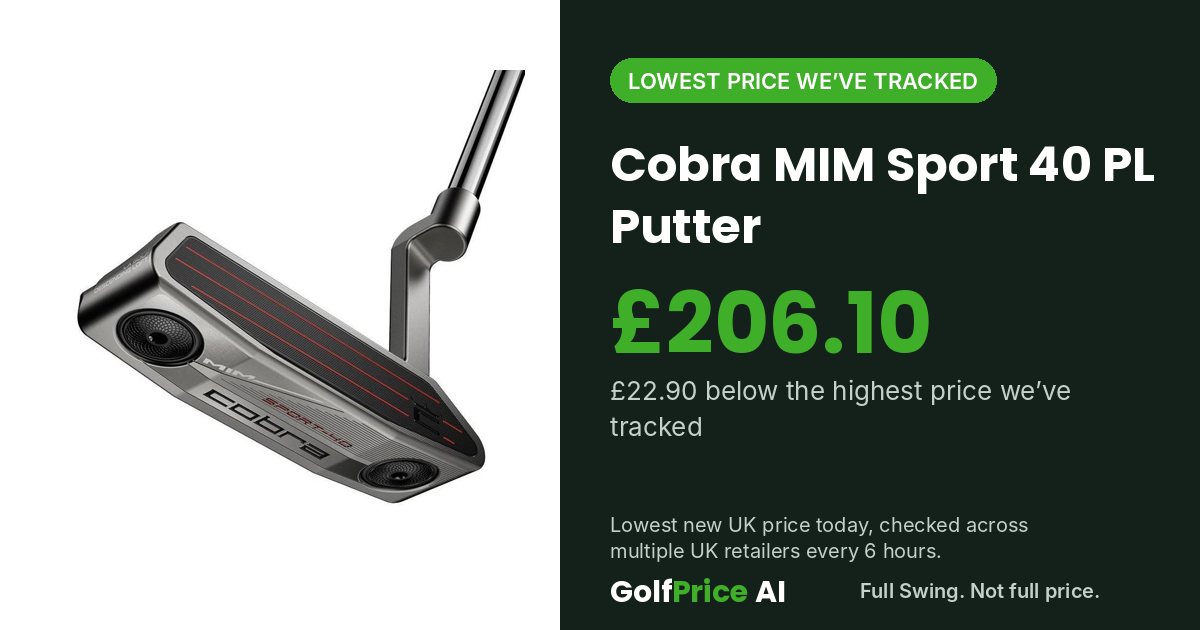 LOWEST PRICE WE’VE TRACKED
Cobra MIM Sport 40 PL
Putter
£206.10
£22.90 below the highest price we’ve
tracked
Lowest new UK price today, checked across
multiple UK retailers every 6 hours.
GolfPrice AI
Full Swing. Not full price.
MIM
SPORT-40
cobra